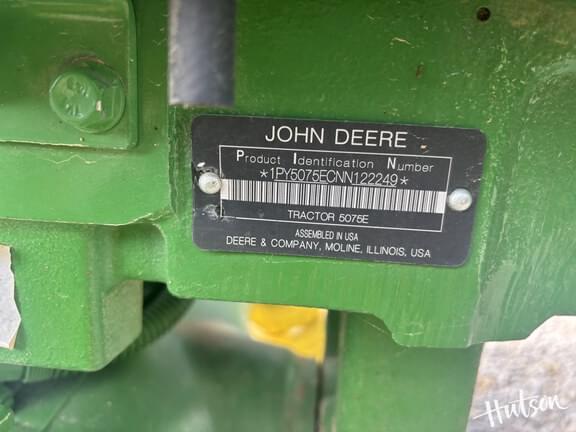 JOHN DEERE
Product Identification Number
*1PY5075ECNN122249*
TRACTOR 5075E
ASSEMBLED IN USA
DEERE & COMPANY, MOLINE, ILLINOIS, USA
Hutson